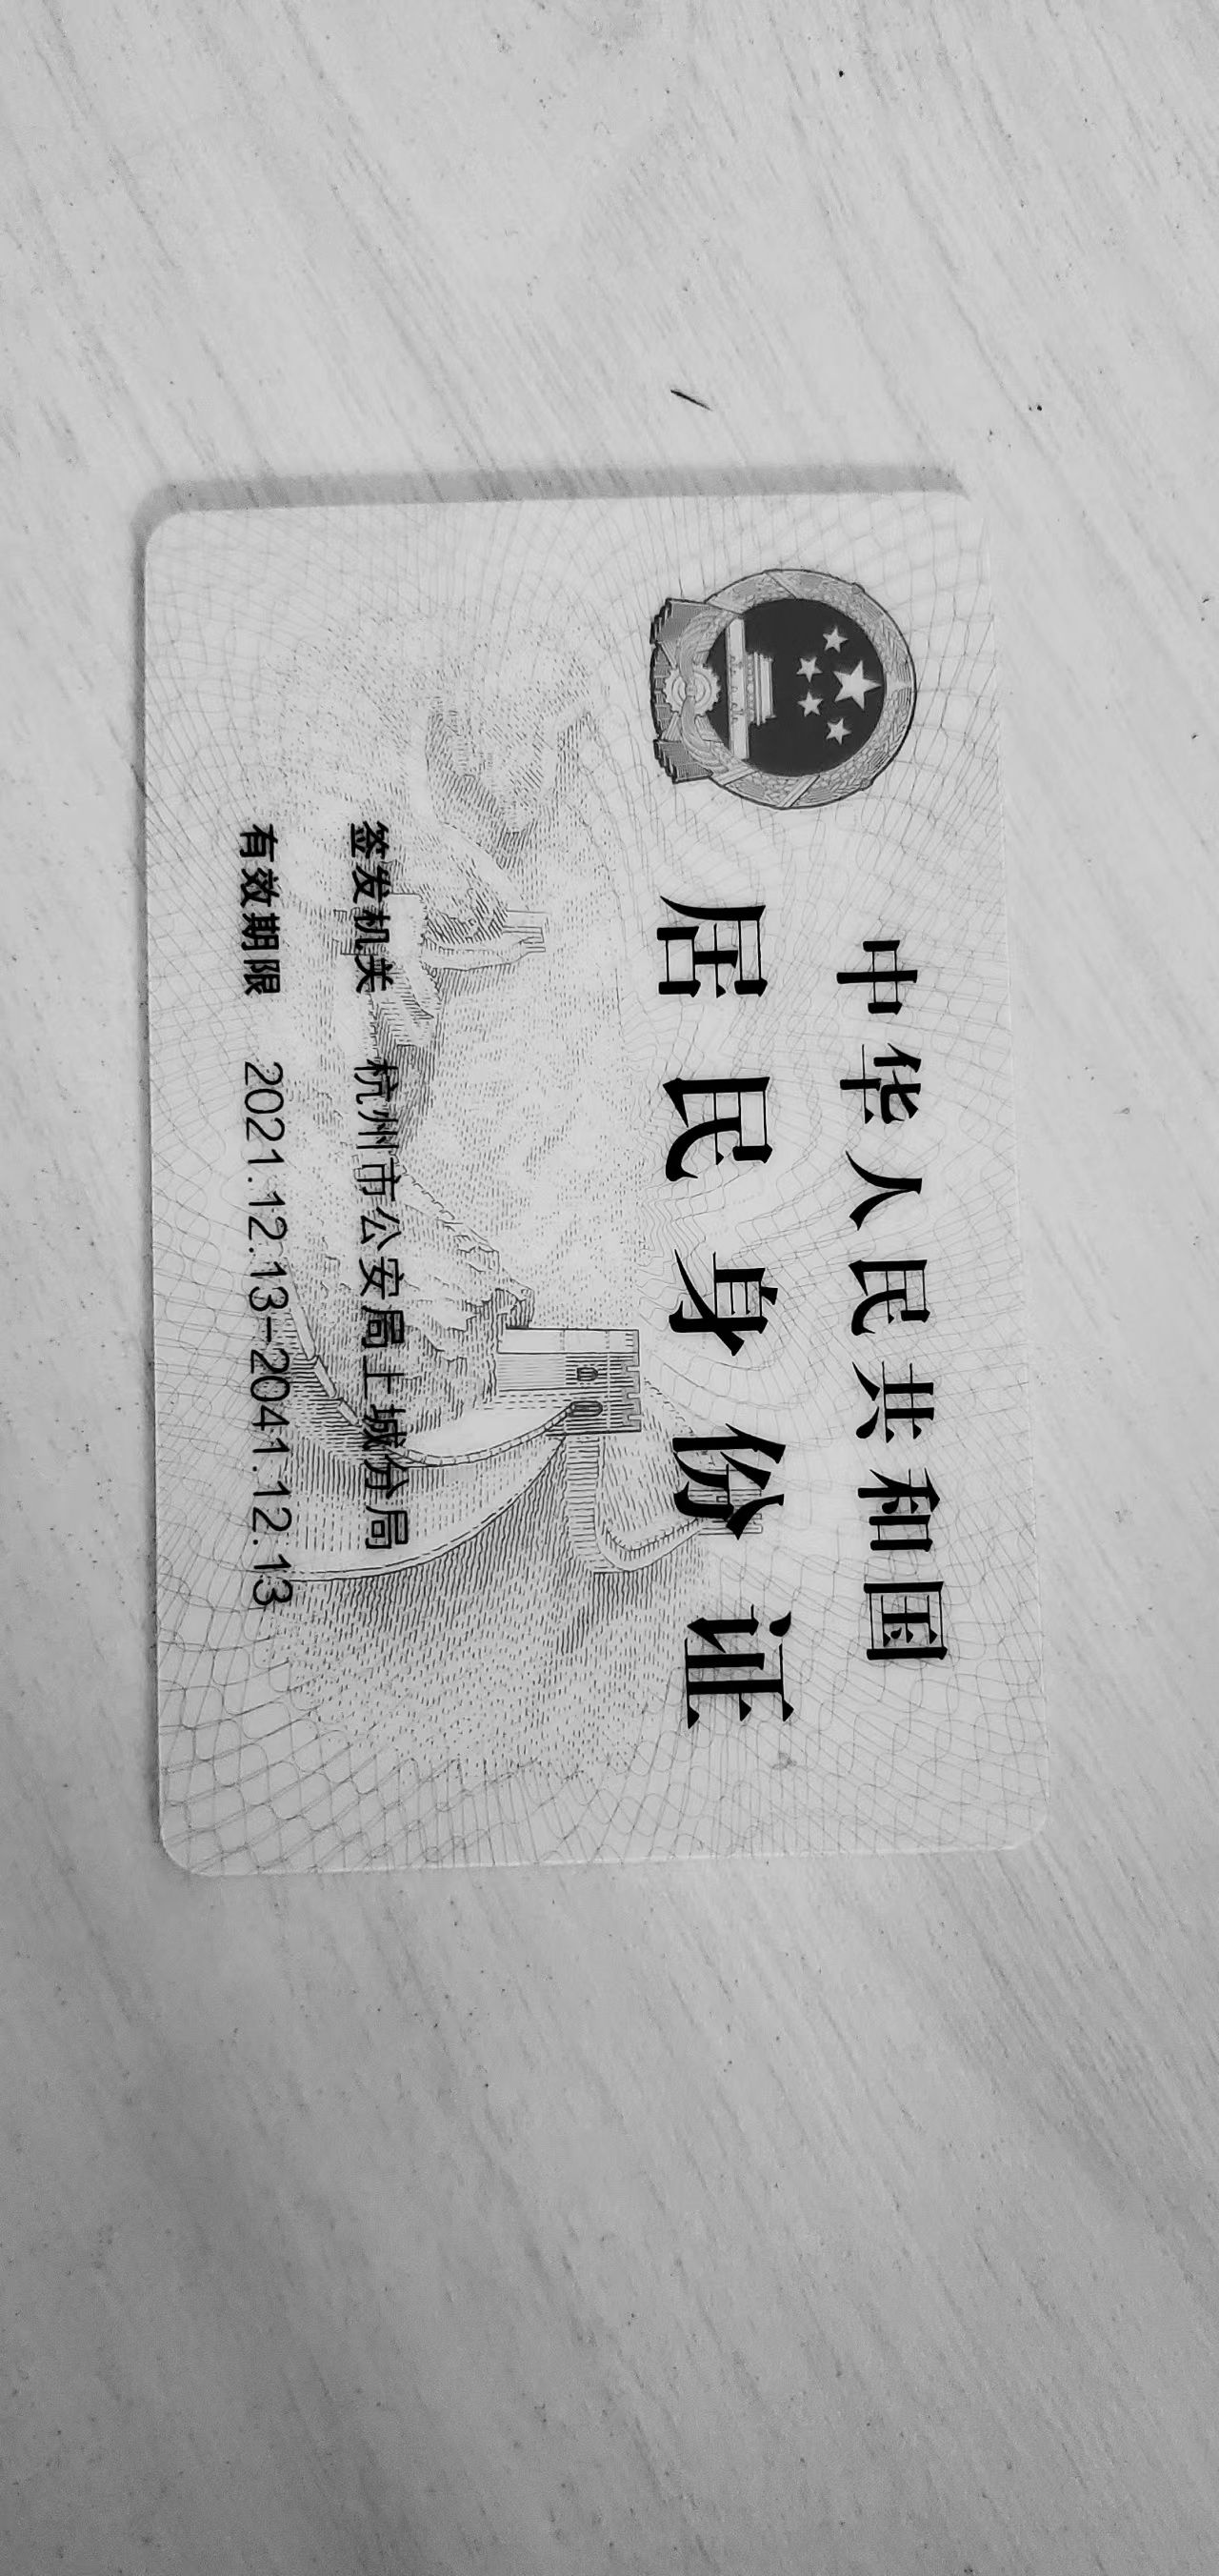 中华人民共和国
居民身份证
签发机关 杭州市公安局上城分局
有效期限 2021.12.13-2041.12.13